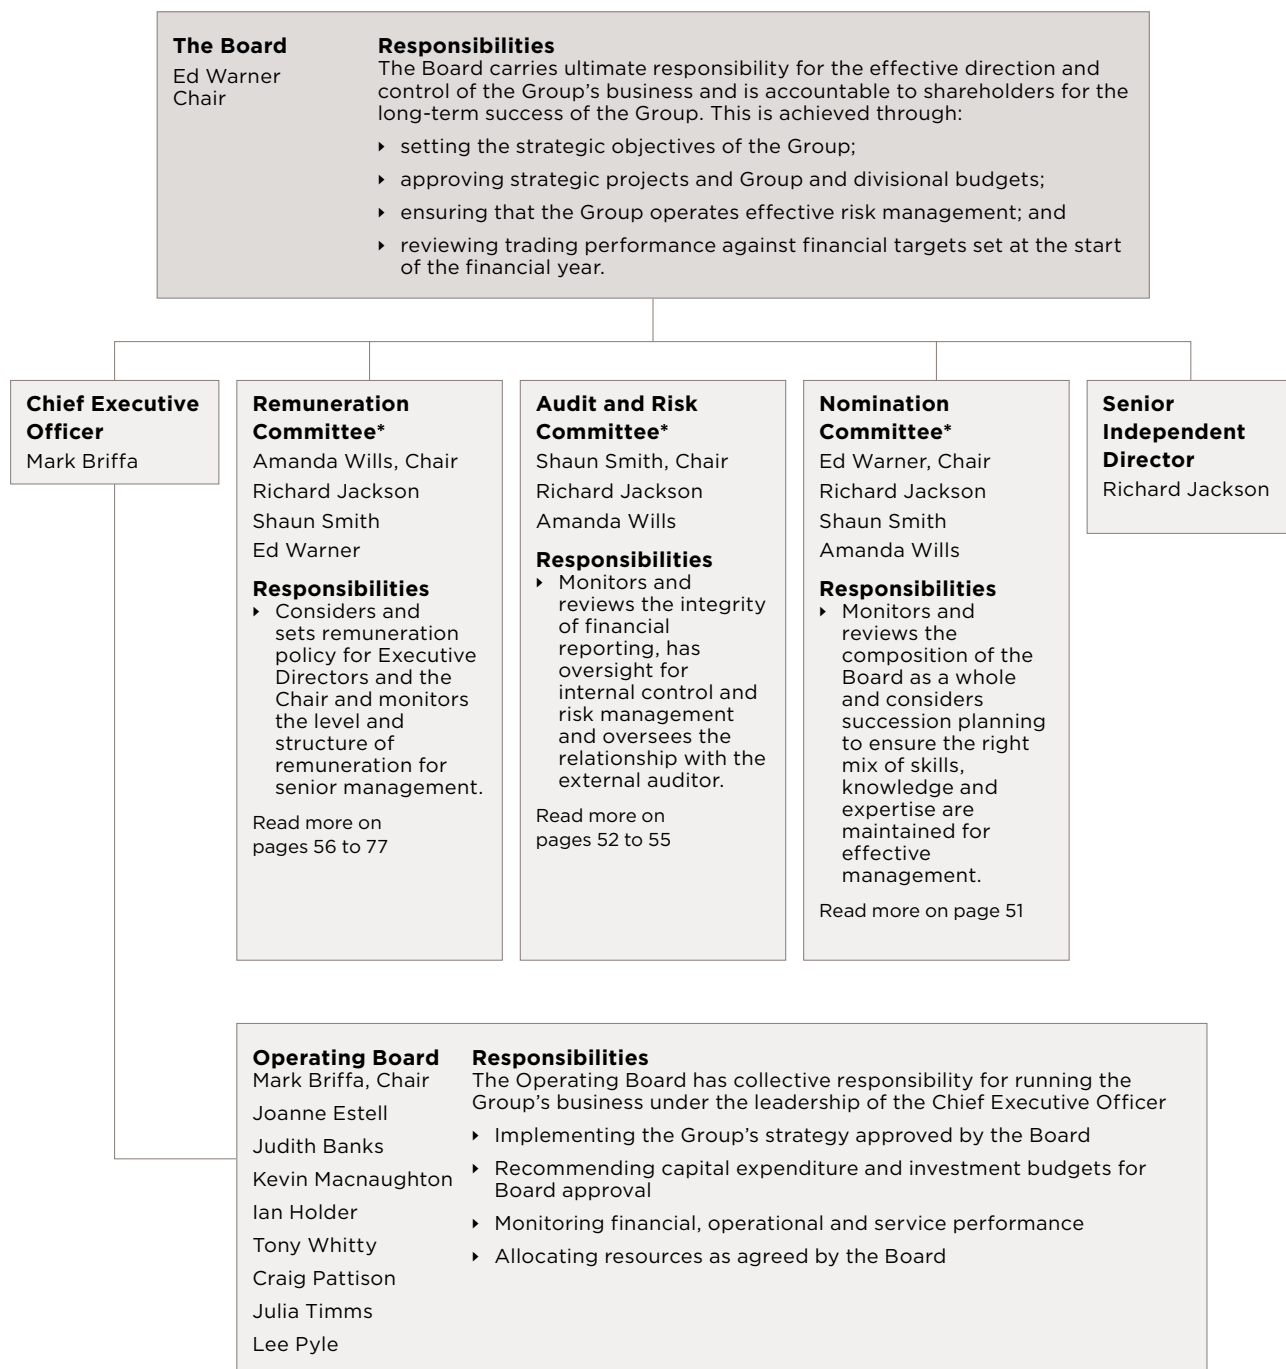 The Board
Ed Warner
Chair
Responsibilities
The Board carries ultimate responsibility for the effective direction and
control of the Group's business and is accountable to shareholders for the
long-term success of the Group. This is achieved through:
‣ setting the strategic objectives of the Group;
‣ approving strategic projects and Group and divisional budgets;
‣ ensuring that the Group operates effective risk management; and
‣ reviewing trading performance against financial targets set at the start
of the financial year.
Chief Executive
Officer
Mark Briffa
Remuneration
Committee*
Amanda Wills, Chair
Richard Jackson
Shaun Smith
Ed Warner
Responsibilities
‣ Considers and
sets remuneration
policy for Executive
Directors and the
Chair and monitors
the level and
structure of
remuneration for
senior management.
Read more on
pages 56 to 77
Audit and Risk
Committee*
Shaun Smith, Chair
Richard Jackson
Amanda Wills
Responsibilities
‣ Monitors and
reviews the integrity
of financial
reporting, has
oversight for
internal control and
risk management
and oversees the
relationship with the
external auditor.
Read more on
pages 52 to 55
Nomination
Committee*
Ed Warner, Chair
Richard Jackson
Shaun Smith
Amanda Wills
Responsibilities
‣ Monitors and
reviews the
composition of the
Board as a whole
and considers
succession planning
to ensure the right
mix of skills,
knowledge and
expertise are
maintained for
effective
management.
Read more on page 51
Senior
Independent
Director
Richard Jackson
Operating Board
Mark Briffa, Chair
Joanne Estell
Judith Banks
Kevin Macnaughton
Ian Holder
Tony Whitty
Craig Pattison
Julia Timms
Lee Pyle
Responsibilities
The Operating Board has collective responsibility for running the
Group's business under the leadership of the Chief Executive Officer
‣ Implementing the Group's strategy approved by the Board
‣ Recommending capital expenditure and investment budgets for
Board approval
‣ Monitoring financial, operational and service performance
‣ Allocating resources as agreed by the Board